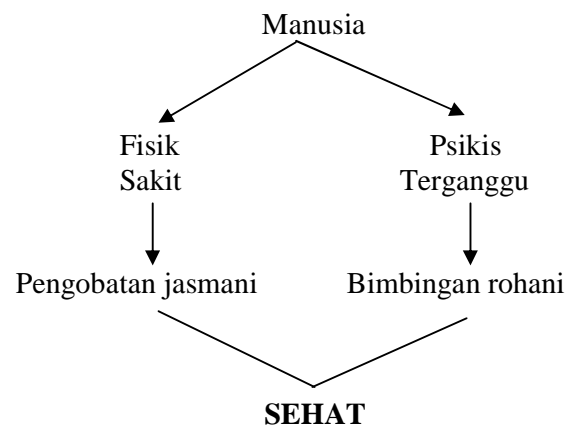 Manusia
Fisik
Sakit
Psikis
Terganggu
Pengobatan jasmani
Bimbingan rohani
SEHAT